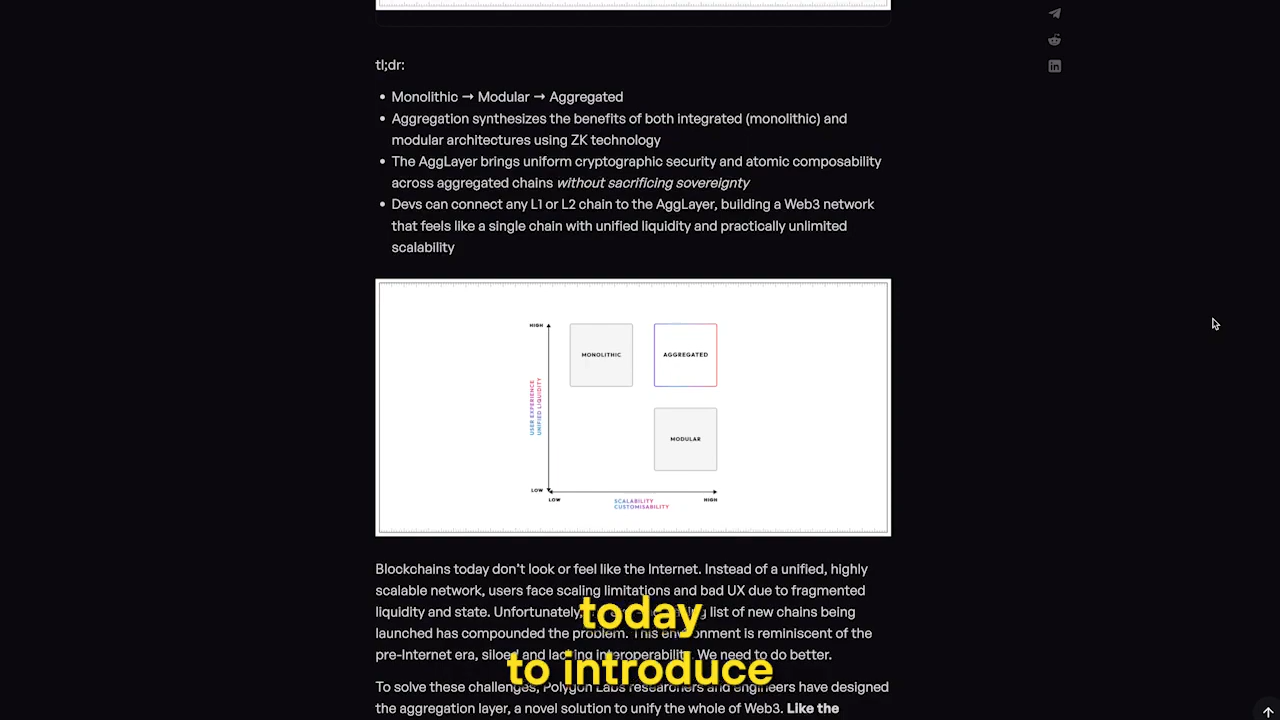 tl;dr:
• Monolithic → Modular → Aggregated
• Aggregation synthesizes the benefits of both integrated (monolithic) and
modular architectures using ZK technology
• The AggLayer brings uniform cryptographic security and atomic composability
across aggregated chains without sacrificing sovereignty
• Devs can connect any L1 or L2 chain to the AggLayer, building a Web3 network
that feels like a single chain with unified liquidity and practically unlimited
scalability
HIGH
MONOLITHIC
AGGREGATED
USER EXPERIENCE
UNIFIED LIQUIDITY
MODULAR
LOW
LOW
HIGH
SCALABILITY
CUSTOMISABILITY
Blockchains today don't look or feel like the Internet. Instead of a unified, highly
scalable network, users face scaling limitations and bad UX due to fragmented
liquidity and state. Unfortunately, list of new chains being
launched has compounded the problem. This environment is reminiscent of the
pre-Internet era, siloed and lacking interoperability. We need to do better.
today
to introduce
To solve these challenges, Polygon Labs researchers and engineers have designed
the aggregation layer, a novel solution to unify the whole of Web3. Like the